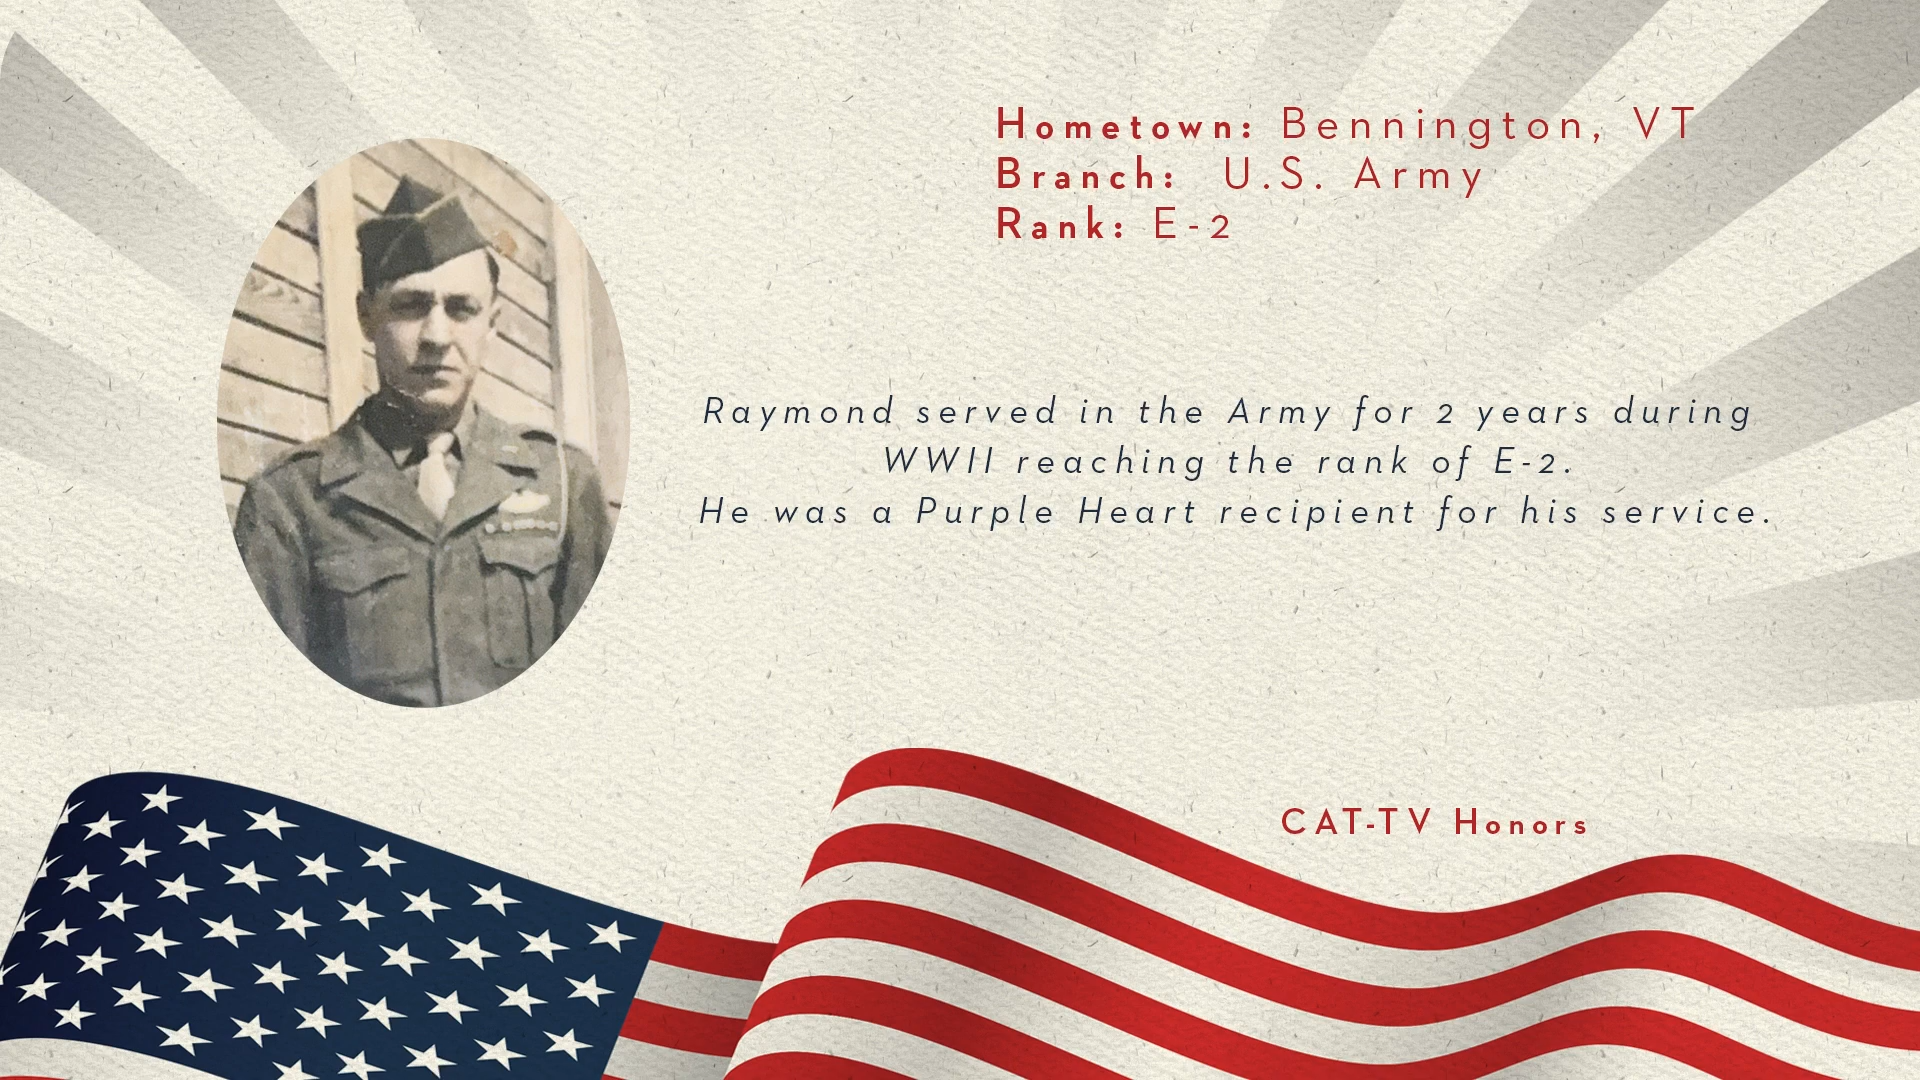 Hometown: Bennington, VT
Branch: U.S. Army
Rank: E-2
Raymond served in the Army for 2 years during
WWII reaching the rank of E-2.
He was a Purple Heart recipient for his service.
CAT-TV Honors